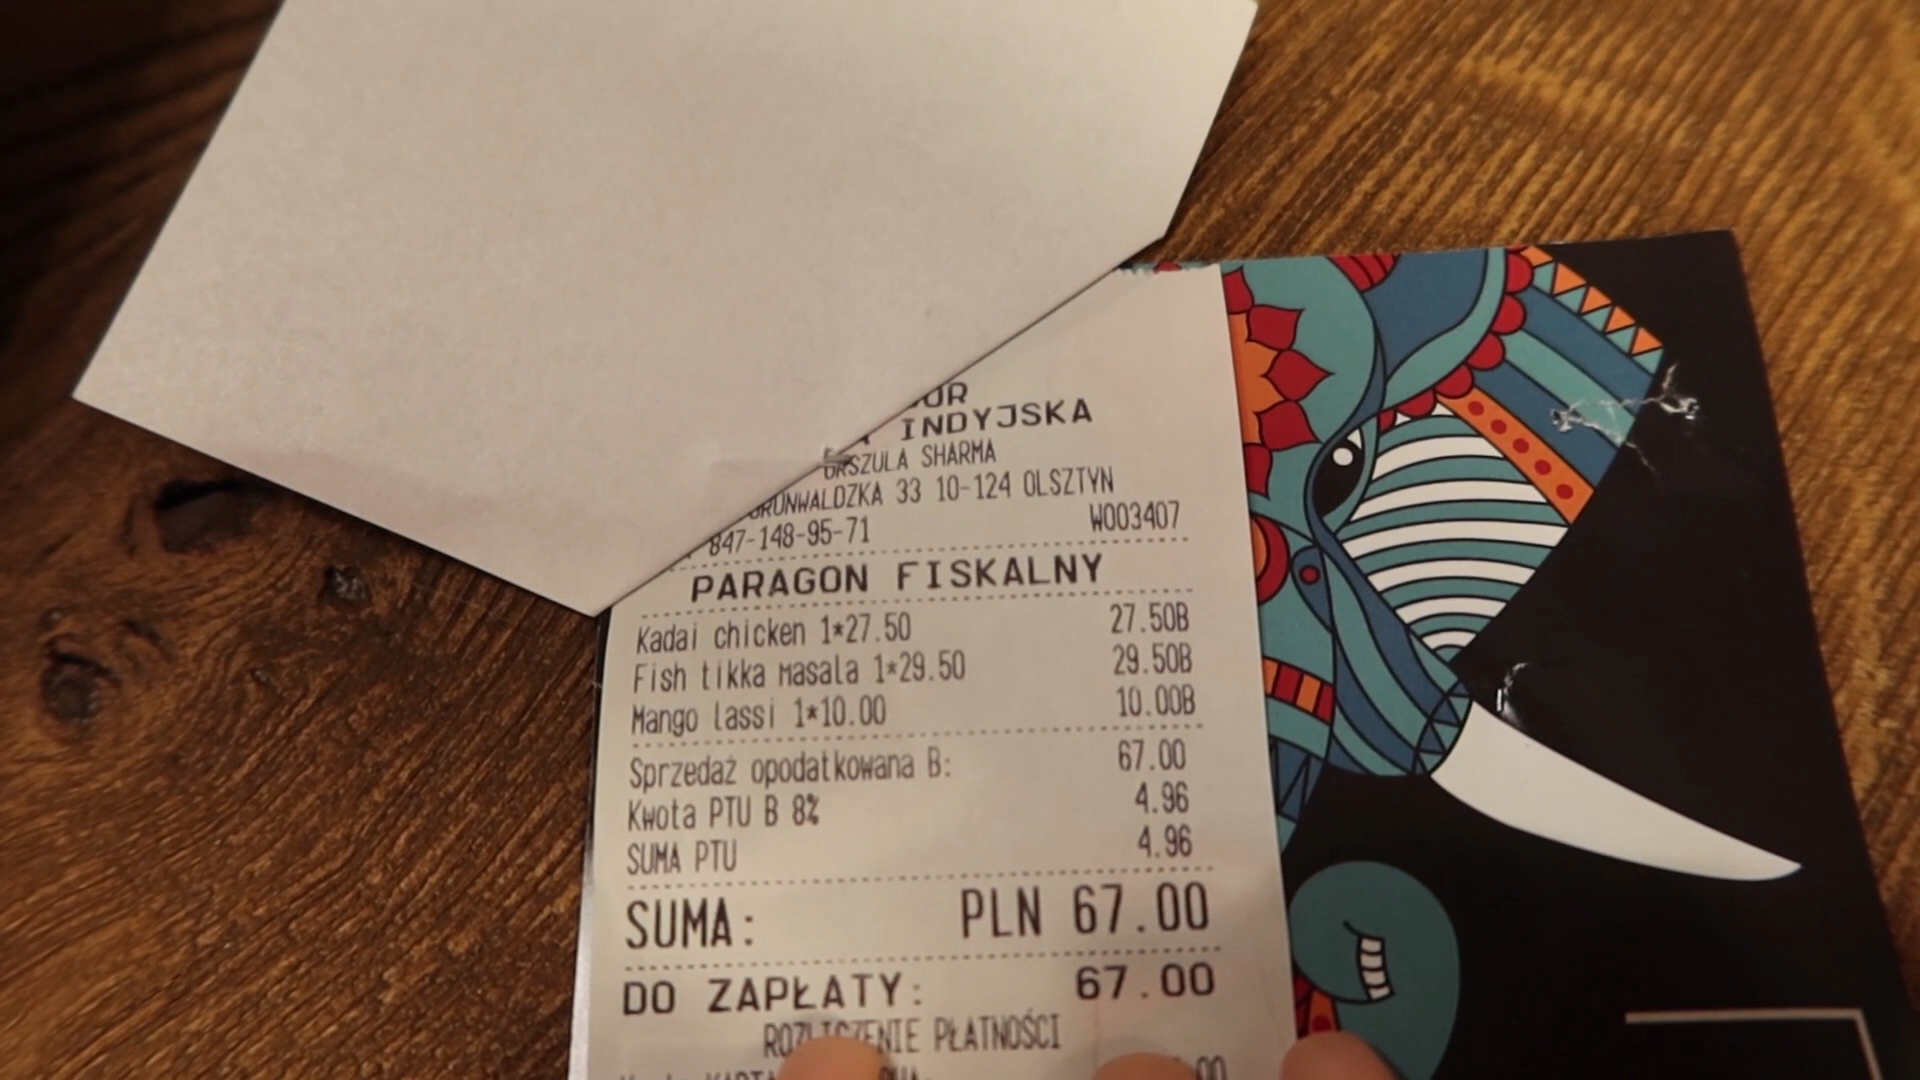 INDYJSKA
URSZULA SHARMA
GRUNWALDZKA 33 10-124 OLSZTYN
847-148-95-71 W003407
PARAGON FISKALNY
Kadai chicken 1*27.50 27.50B
Fish tikka masala 1*29.50 29.50B
Mango lassi 1*10.00 10.00B
Sprzedaż opodatkowana B: 67.00
Kwota PTU B 8% 4.96
SUMA PTU 4.96
SUMA: PLN 67.00
DO ZAPŁATY: 67.00
ROZLICZENIE PŁATNOŚCI